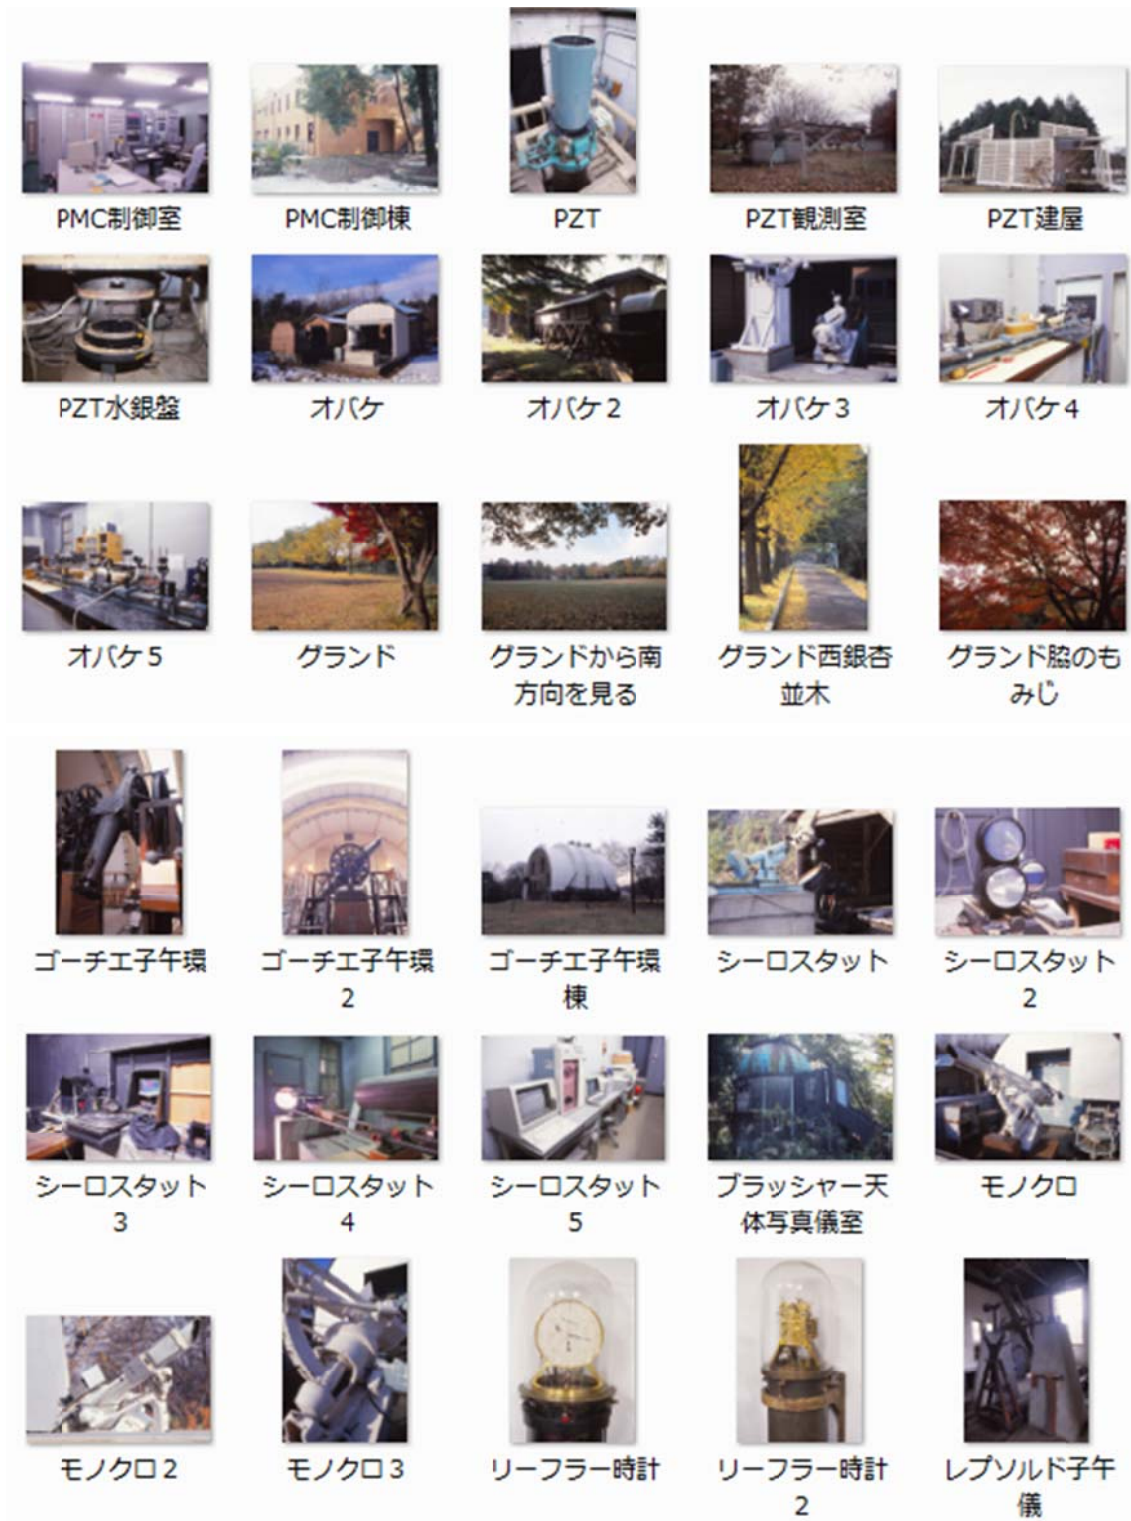 PMC制御室
PMC制御棟
PZT
PZT観測室
PZT建屋
PZT水銀盤
オバケ
オバケ2
オバケ3
オバケ4
オバケ5
グランド
グランドから南
方向を見る
グランド西銀杏
並木
グランド脇のも
みじ
ゴーチエ子午環
ゴーチエ子午環
2
ゴーチエ子午環
棟
シーロスタット
シーロスタット
2
シーロスタット
3
シーロスタット
4
シーロスタット
5
ブラッシャー天
体写真儀室
モノクロ
モノクロ2
モノクロ3
リーフラー時計
リーフラー時計
2
レプソルド子午
儀